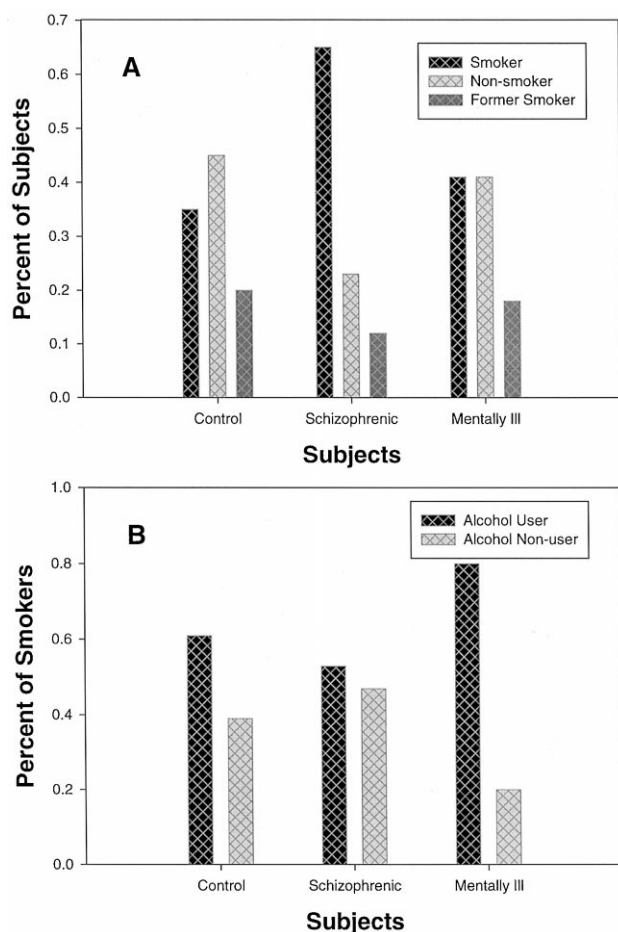 A
Smoker
Non-smoker
Former Smoker
Percent of Subjects
0.7
0.6
0.5
0.4
0.3
0.2
0.1
0.0
Control Schizophrenic Mentally Ill
Subjects
B
Alcohol User
Alcohol Non-user
Percent of Smokers
1.0
0.8
0.6
0.4
0.2
0.0
Control Schizophrenic Mentally Ill
Subjects